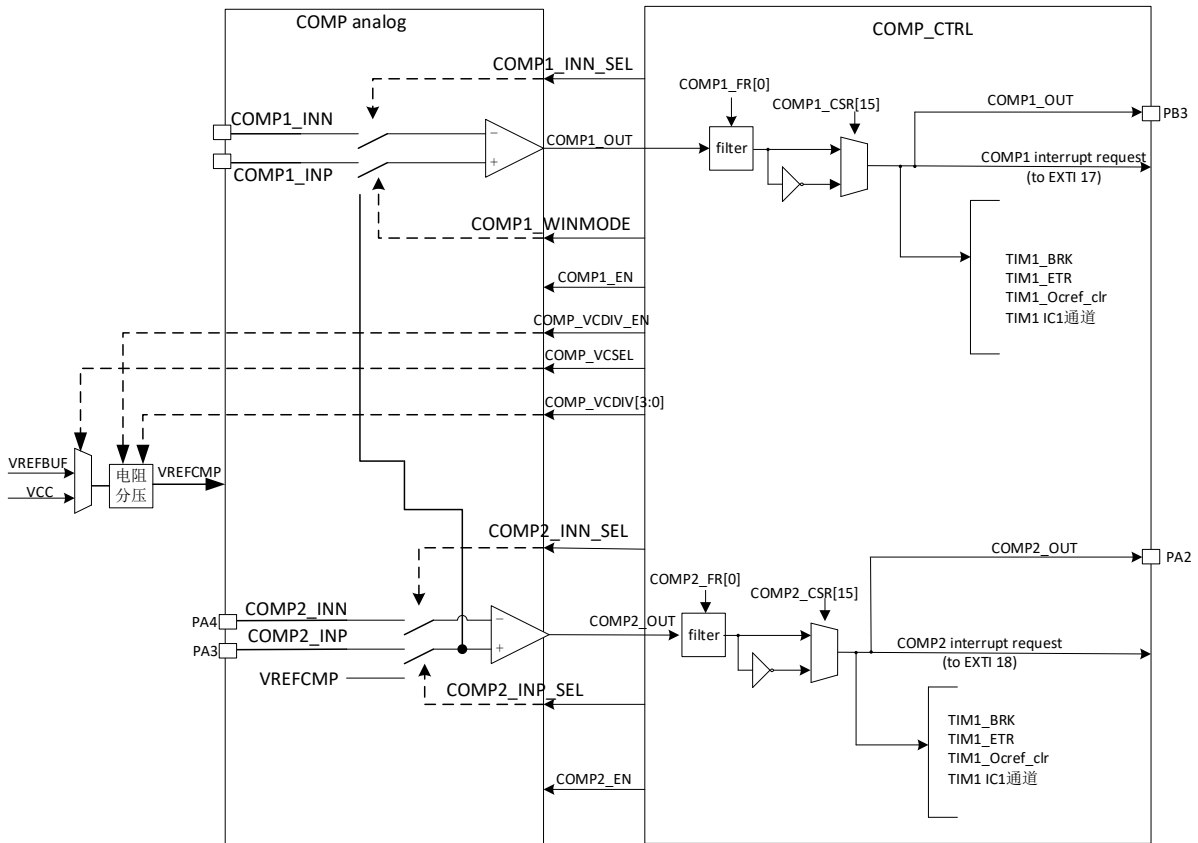 COMP analog
COMP_CTRL
COMP1_INN_SEL
COMP1_FR[0]
COMP1_CSR[15]
COMP1_OUT
PB3
COMP1_INN
COMP1_INP
COMP1_OUT
filter
COMP1 interrupt request
(to EXTI 17)
COMP1_WINMODE
COMP1_EN
TIM1_BRK
TIM1_ETR
TIM1_Ocref_clr
TIM1 IC1通道
COMP_VCDIV_EN
COMP_VCSEL
COMP_VCDIV[3:0]
VREFBUF
VCC
电阻
分压
VREFCMP
COMP2_INN_SEL
COMP2_OUT
PA2
COMP2_FR[0]
COMP2_CSR[15]
PA4
COMP2_INN
PA3
COMP2_INP
COMP2_OUT
filter
COMP2 interrupt request
(to EXTI 18)
VREFCMP
COMP2_INP_SEL
TIM1_BRK
TIM1_ETR
TIM1_Ocref_clr
TIM1 IC1通道
COMP2_EN